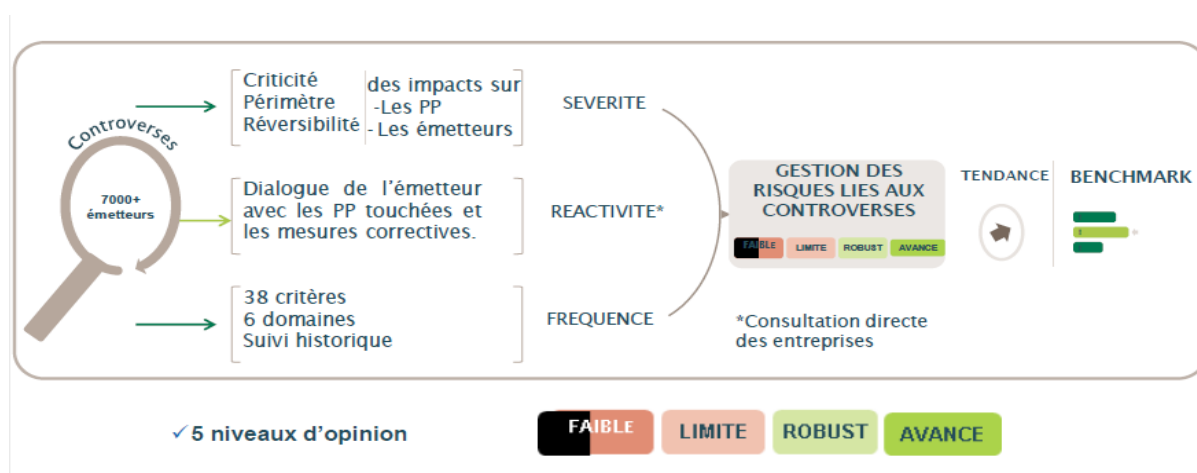 Controverses
7000+
émetteurs
Criticité
Périmètre
Réversibilité
des impacts sur
-Les PP
- Les émetteurs
SEVERITE
Dialogue de l'émetteur
avec les PP touchées et
les mesures correctives.
REACTIVITE*
38 critères
6 domaines
Suivi historique
FREQUENCE
GESTION DES
RISQUES LIES AUX
CONTROVERSES
FAIBLE LIMITE ROBUST AVANCE
TENDANCE
BENCHMARK
*Consultation directe
des entreprises
✓5 niveaux d'opinion
FAIBLE LIMITE ROBUST AVANCE